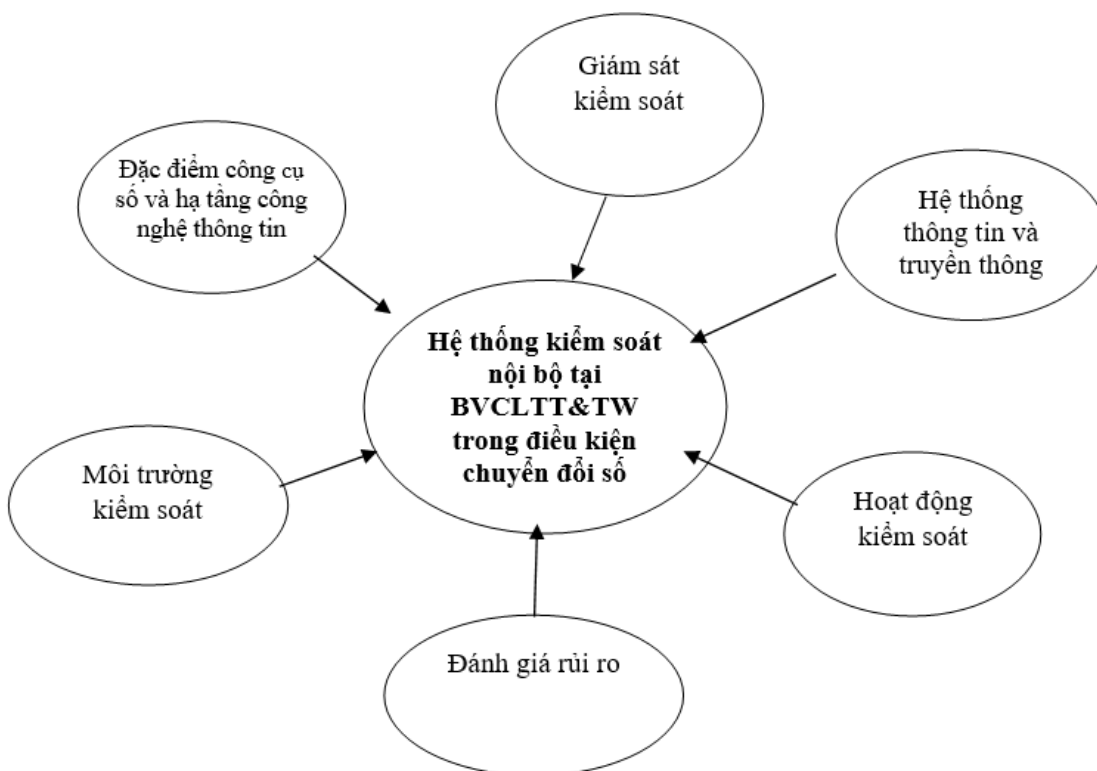 Giám sát
kiểm soát
Đặc điểm công cụ
số và hạ tầng công
nghệ thông tin
Hệ thống
thông tin và
truyền thông
Hệ thống kiểm soát
nội bộ tại
BVCLTT&TW
trong điều kiện
chuyển đổi số
Môi trường
kiểm soát
Hoạt động
kiểm soát
Đánh giá rủi ro